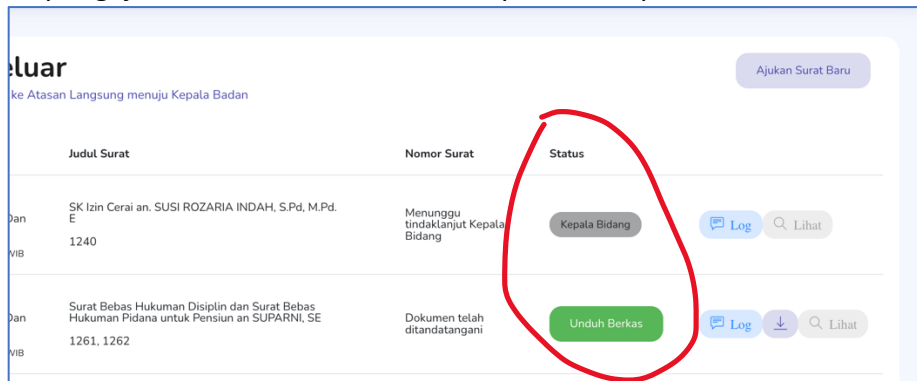 eluar
Ajukan Surat Baru
ke Atasan Langsung menuju Kepala Badan
Judul Surat
Nomor Surat
Status
Dan
WIB
SK Izin Cerai an. SUSI ROZARIA INDAH, S.Pd, M.Pd.
E
1240
Menunggu
tindaklanjut Kepala
Bidang
Kepala Bidang
Log
Lihat
Dan
WIB
Surat Bebas Hukuman Disiplin dan Surat Bebas
Hukuman Pidana untuk Pensiun an SUPARNI, SE
1261, 1262
Dokumen telah
ditandatangani
Unduh Berkas
Log
Lihat